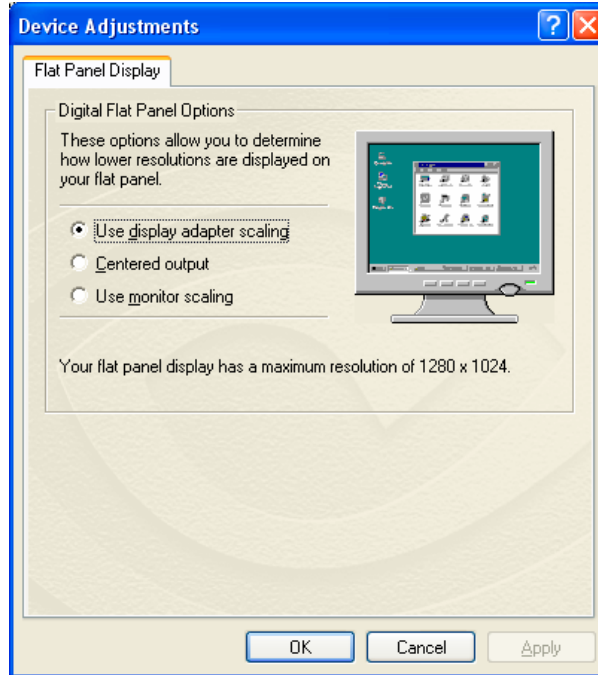 Device Adjustments
Flat Panel Display
Digital Flat Panel Options
These options allow you to determine
how lower resolutions are displayed on
your flat panel.
Use display adapter scaling
Centered output
Use monitor scaling
Your flat panel display has a maximum resolution of 1280 x 1024.
OK Cancel Apply